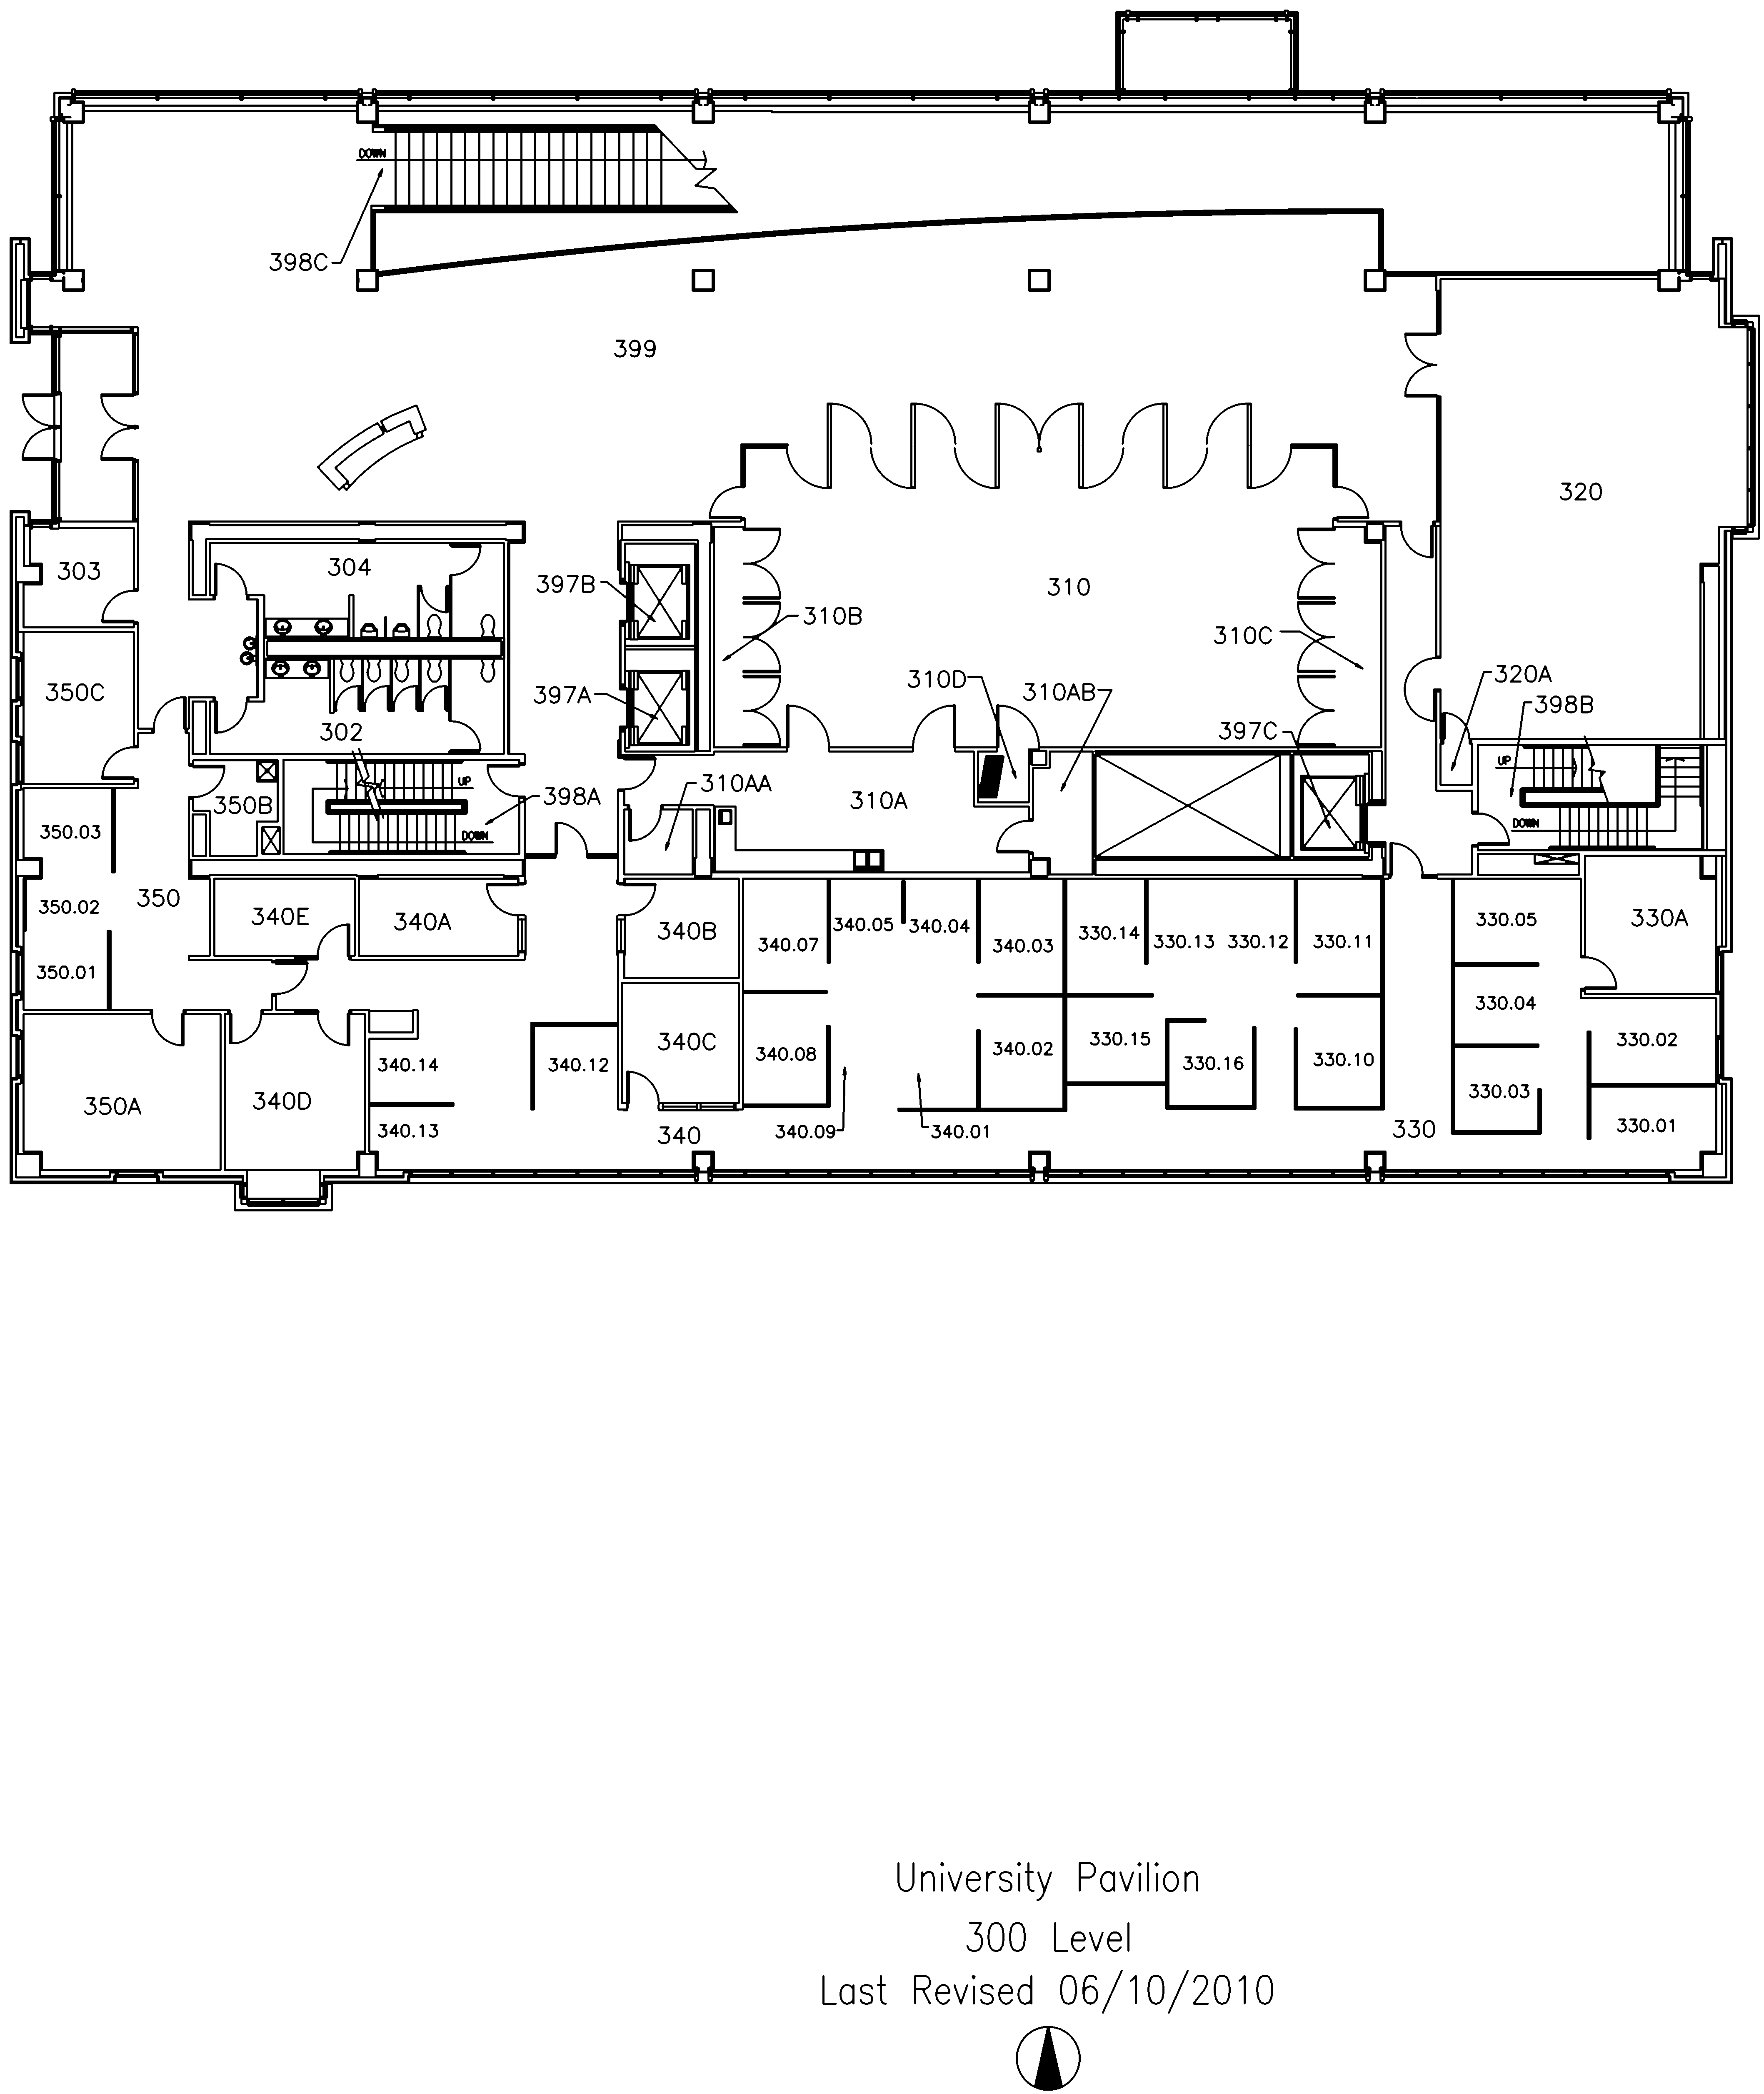 DOWN
398C
399
320
303
304
397B
310
310B
310C
350C
397A
310D
310AB
320A
302
397C
398B
UP
UP
310AA
350B
398A
310A
350.03
DOWN
DOWN
350
350.02
340E
340A
340B
340.07
340.05
340.04
340.03
330.14
330.13
330.12
330.11
330.05
330A
350.01
330.04
340C
340.08
340.02
330.15
330.02
340.14
340.12
330.16
330.10
350A
340D
330.03
340.13
340
340.09
340.01
330
330.01
University Pavilion
300 Level
Last Revised 06/10/2010